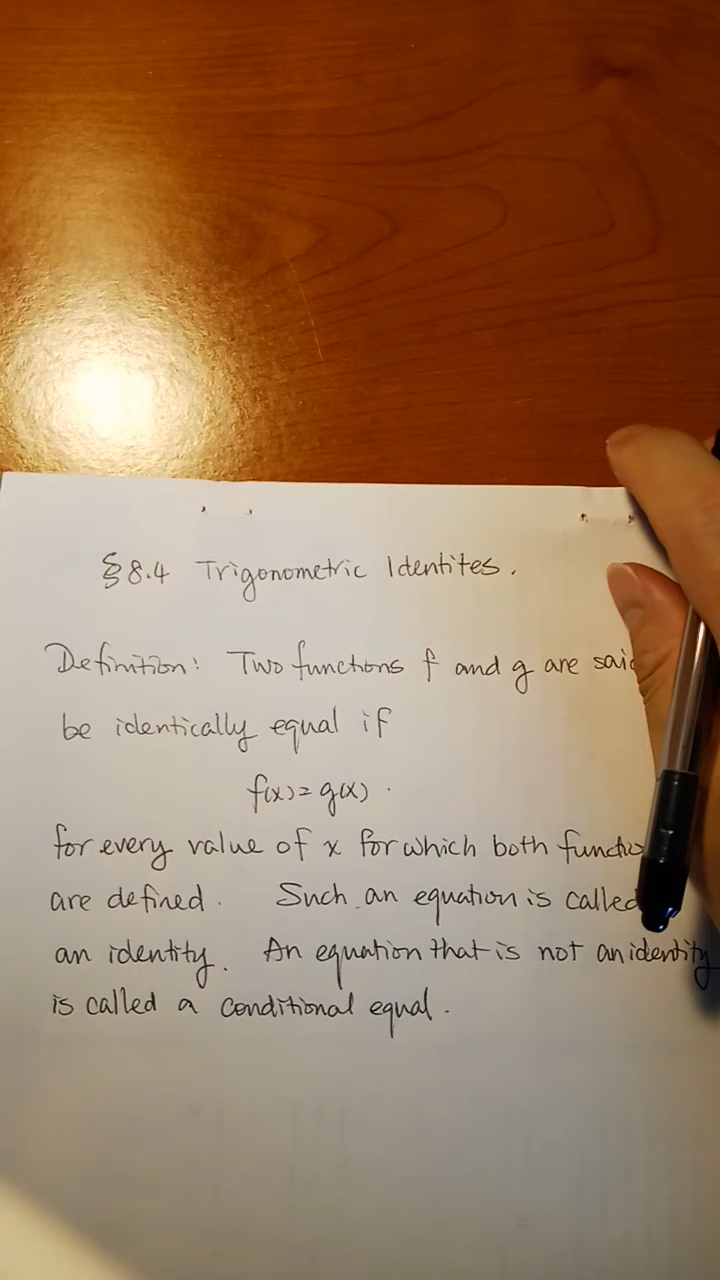 § 8.4 Trigonometric Identites.
Definition: Two functions f and g are said
be identically equal if
f(x) = g(x).
for every value of x for which both functio
are defined. Such an equation is called
an identity. An equation that is not an identity
is called a conditional equal.